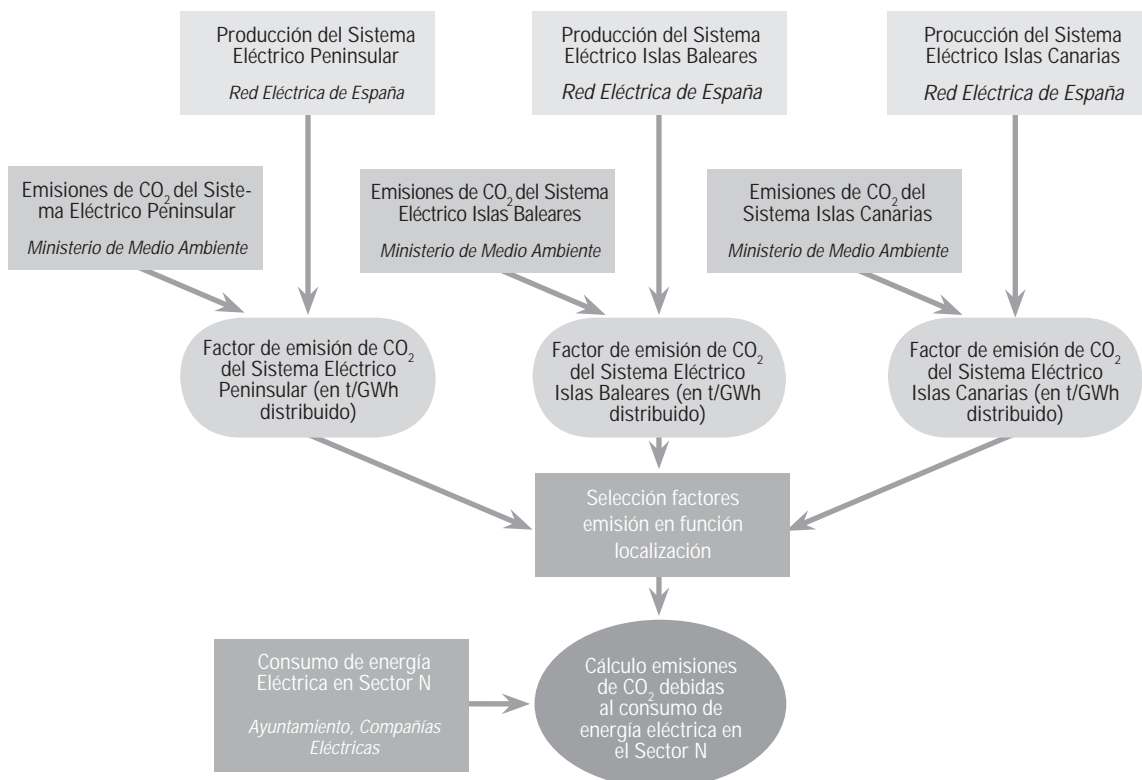 Producción del Sistema
Eléctrico Peninsular
Red Eléctrica de España
Producción del Sistema
Eléctrico Islas Baleares
Red Eléctrica de España
Procucción del Sistema
Eléctrico Islas Canarias
Red Eléctrica de España
Emisiones de CO₂ del Siste-
ma Eléctrico Peninsular
Ministerio de Medio Ambiente
Emisiones de CO₂ del Sistema
Eléctrico Islas Baleares
Ministerio de Medio Ambiente
Emisiones de CO₂ del
Sistema Islas Canarias
Ministerio de Medio Ambiente
Factor de emisión de CO₂
del Sistema Eléctrico
Peninsular (en t/GWh
distribuido)
Factor de emisión de CO₂
del Sistema Eléctrico
Islas Baleares (en t/GWh
distribuido)
Factor de emisión de CO₂
del Sistema Eléctrico
Islas Canarias (en t/GWh
distribuido)
Selección factores
emisión en función
localización
Consumo de energía
Eléctrica en Sector N
Ayuntamiento, Compañías
Eléctricas
Cálculo emisiones
de CO₂ debidas
al consumo de
energía eléctrica en
el Sector N